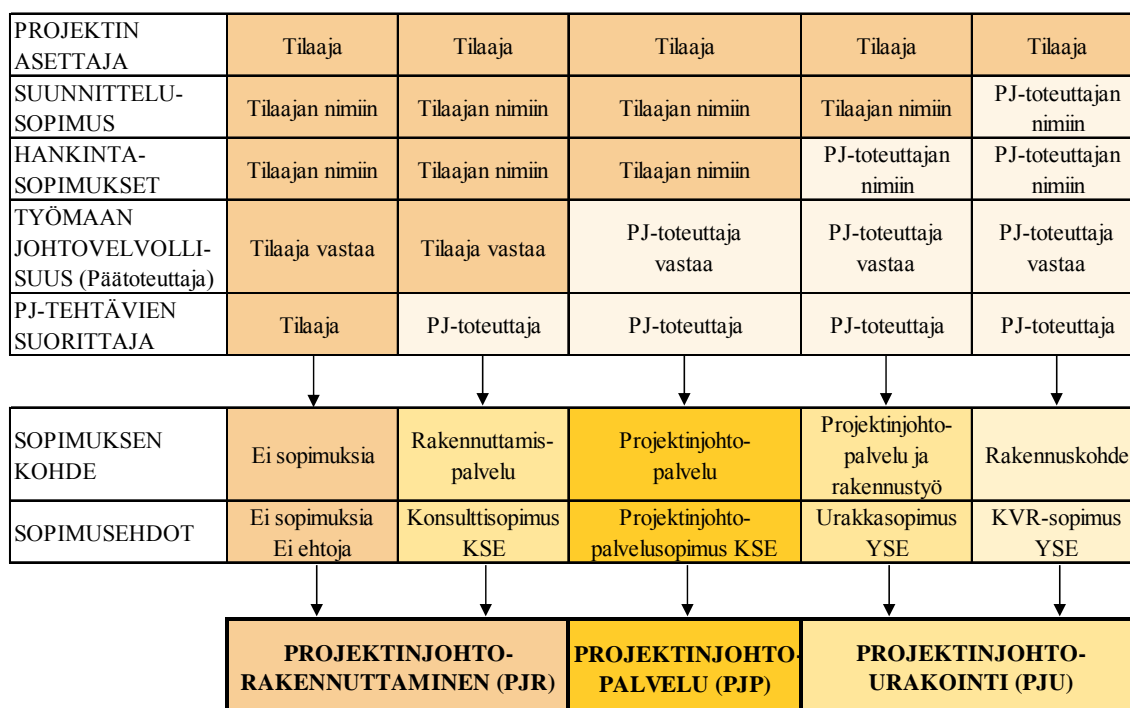 PROJEKTIN
ASETTAJA
Tilaaja
Tilaaja
Tilaaja
Tilaaja
Tilaaja
SUUNNITTELU-
SOPIMUS
Tilaajan nimiin
Tilaajan nimiin
Tilaajan nimiin
Tilaajan nimiin
PJ-toteuttajan
nimiin
HANKINTA-
SOPIMUKSET
Tilaajan nimiin
Tilaajan nimiin
Tilaajan nimiin
PJ-toteuttajan
nimiin
PJ-toteuttajan
nimiin
TYÖMAAN
JOHTOVELVOLLI-
SUUS (Päätoteuttaja)
Tilaaja vastaa
Tilaaja vastaa
PJ-toteuttaja
vastaa
PJ-toteuttaja
vastaa
PJ-toteuttaja
vastaa
PJ-TEHTÄVIEN
SUORITTAJA
Tilaaja
PJ-toteuttaja
PJ-toteuttaja
PJ-toteuttaja
PJ-toteuttaja
SOPIMUKSEN
KOHDE
Ei sopimuksia
Rakennuttamis-
palvelu
Projektinjohto-
palvelu
Projektinjohto-
palvelu ja
rakennustyö
Rakennuskohde
SOPIMUSEHDOT
Ei sopimuksia
Ei ehtoja
Konsulttisopimus
KSE
Projektinjohto-
palvelusopimus KSE
Urakkasopimus
YSE
KVR-sopimus
YSE
PROJEKTINJOHTO-
RAKENNUTTAMINEN (PJR)
PROJEKTINJOHTO-
PALVELU (PJP)
PROJEKTINJOHTO-
URAKOINTI (PJU)